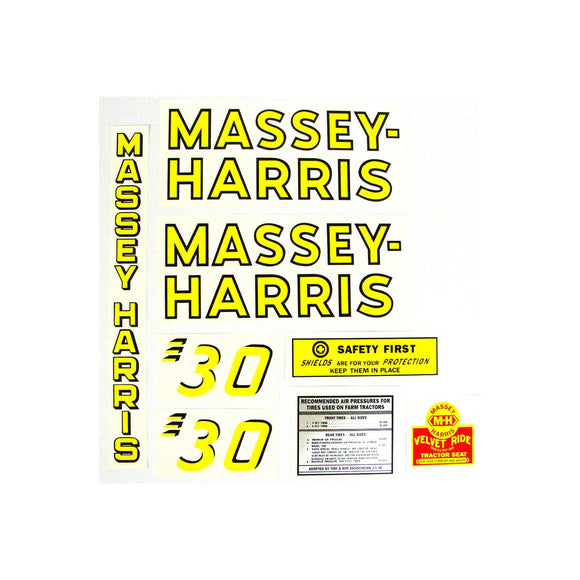 MASSEY HARRIS
MASSEY-
HARRIS
MASSEY-
HARRIS
30
30
SAFETY FIRST
SHIELDS ARE FOR YOUR PROTECTION
KEEP THEM IN PLACE
RECOMMENDED AIR PRESSURES FOR
TIRES USED ON FARM TRACTORS
FRONT TIRES - ALL SIZES
REAR TIRES - ALL SIZES
MASSEY
M-H
HARRIS
VELVET RIDE
TRACTOR SEAT